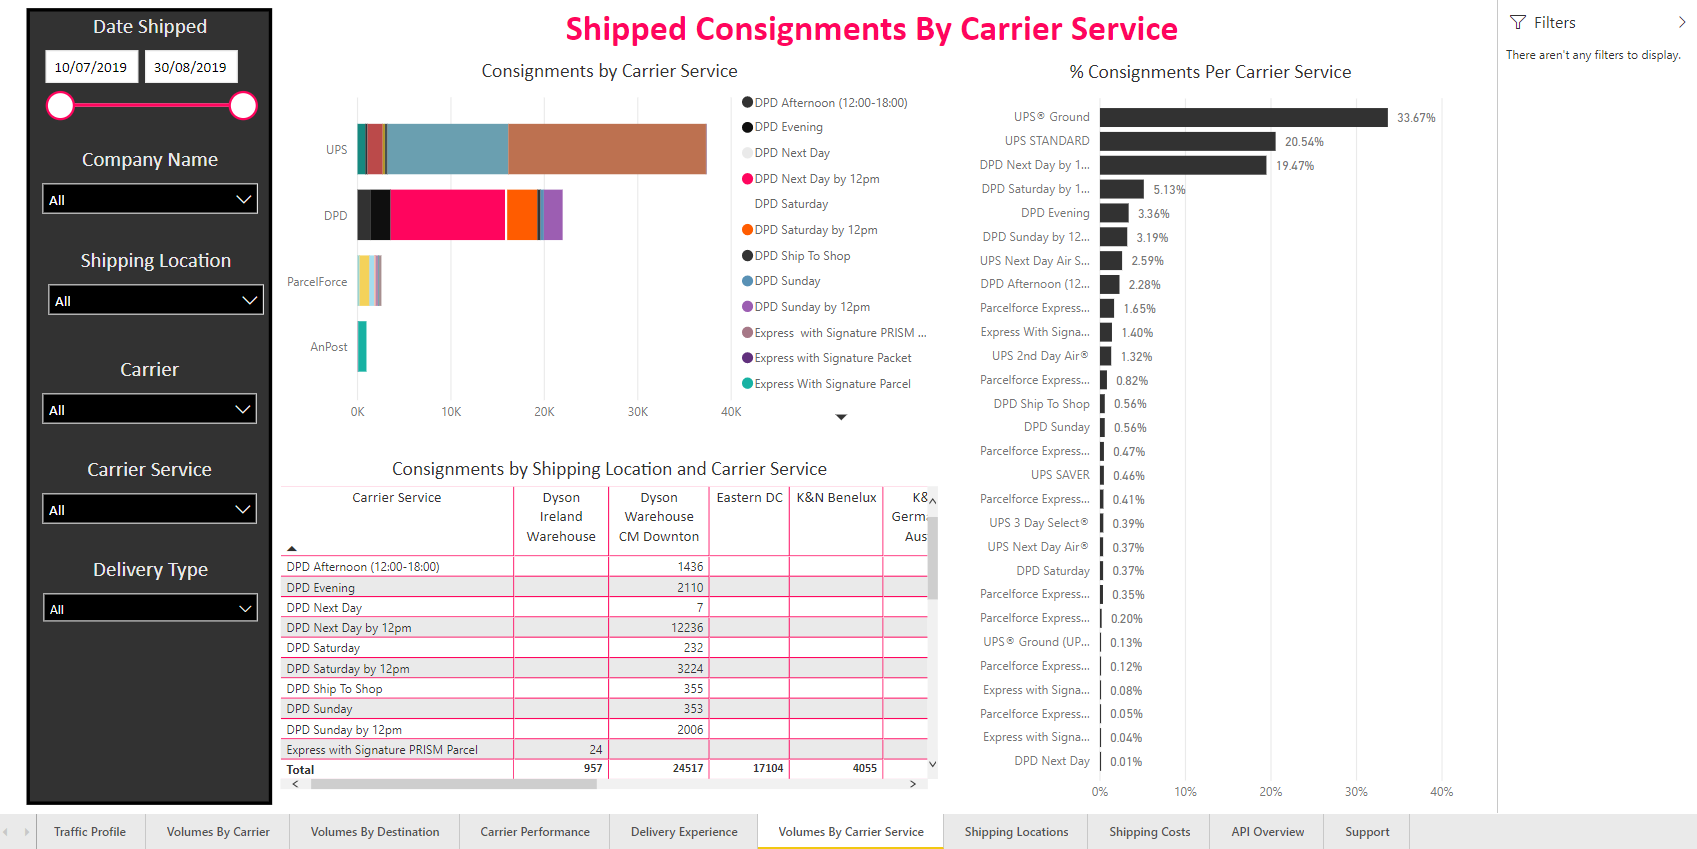 Shipped Consignments By Carrier Service
Date Shipped
10/07/2019 30/08/2019
Company Name
All
Shipping Location
All
Carrier
All
Carrier Service
All
Delivery Type
All
Consignments by Carrier Service
UPS
DPD
ParcelForce
AnPost
0K 10K 20K 30K 40K
DPD Afternoon (12:00-18:00)
DPD Evening
DPD Next Day
DPD Next Day by 12pm
DPD Saturday
DPD Saturday by 12pm
DPD Ship To Shop
DPD Sunday
DPD Sunday by 12pm
Express with Signature PRISM ...
Express with Signature Packet
Express With Signature Parcel
Consignments by Shipping Location and Carrier Service
Carrier Service Dyson Ireland Warehouse Dyson Warehouse CM Downton Eastern DC K&N Benelux K& Germ Aus
DPD Afternoon (12:00-18:00) 1436
DPD Evening 2110
DPD Next Day 7
DPD Next Day by 12pm 12236
DPD Saturday 232
DPD Saturday by 12pm 3224
DPD Ship To Shop 355
DPD Sunday 353
DPD Sunday by 12pm 2006
Express with Signature PRISM Parcel 24
Total 957 24517 17104 4055
% Consignments Per Carrier Service
UPS® Ground 33.67%
UPS STANDARD 20.54%
DPD Next Day by 1... 19.47%
DPD Saturday by 1... 5.13%
DPD Evening 3.36%
DPD Sunday by 12... 3.19%
UPS Next Day Air S... 2.59%
DPD Afternoon (12... 2.28%
Parcelforce Express... 1.65%
Express With Signa... 1.40%
UPS 2nd Day Air® 1.32%
Parcelforce Express... 0.82%
DPD Ship To Shop 0.56%
DPD Sunday 0.56%
Parcelforce Express... 0.47%
UPS SAVER 0.46%
Parcelforce Express... 0.41%
UPS 3 Day Select® 0.39%
UPS Next Day Air® 0.37%
DPD Saturday 0.37%
Parcelforce Express... 0.35%
Parcelforce Express... 0.20%
UPS® Ground (UP... 0.13%
Parcelforce Express... 0.12%
Express with Signa... 0.08%
Parcelforce Express... 0.05%
Express with Signa... 0.04%
DPD Next Day 0.01%
0% 10% 20% 30% 40%
Filters
There aren't any filters to display.
Traffic Profile Volumes By Carrier Volumes By Destination Carrier Performance Delivery Experience Volumes By Carrier Service Shipping Locations Shipping Costs API Overview Support